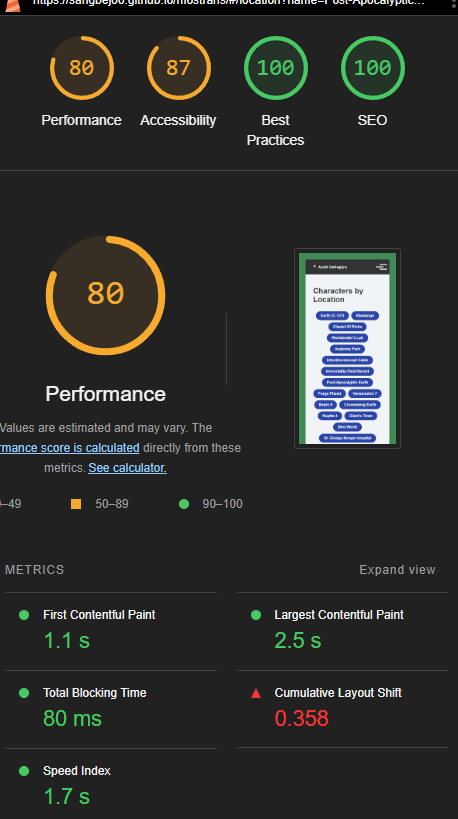 https://sangbejoo.github.io/mostrans/#/location?name=Post-Apocalyptic...
80
87
100
100
Performance
Accessibility
Best
Practices
SEO
80
Performance
Values are estimated and may vary. The
rmance score is calculated directly from these
metrics. See calculator.
0–49
50–89
90–100
Characters by
Location
Earth (C-137)
Abadango
Citadel Of Ricks
Worldender's Lair
Anatomy Park
Interdimensional Cable
Immortality Field Resort
Post-Apocalyptic Earth
Purge Planet
Venzenulon 7
Bepis 9
Cronenberg Earth
Nuptia 4
Giant's Town
Bird World
St. Gloopy Noops Hospital
METRICS
Expand view
First Contentful Paint
1.1 s
Largest Contentful Paint
2.5 s
Total Blocking Time
80 ms
Cumulative Layout Shift
0.358
Speed Index
1.7 s